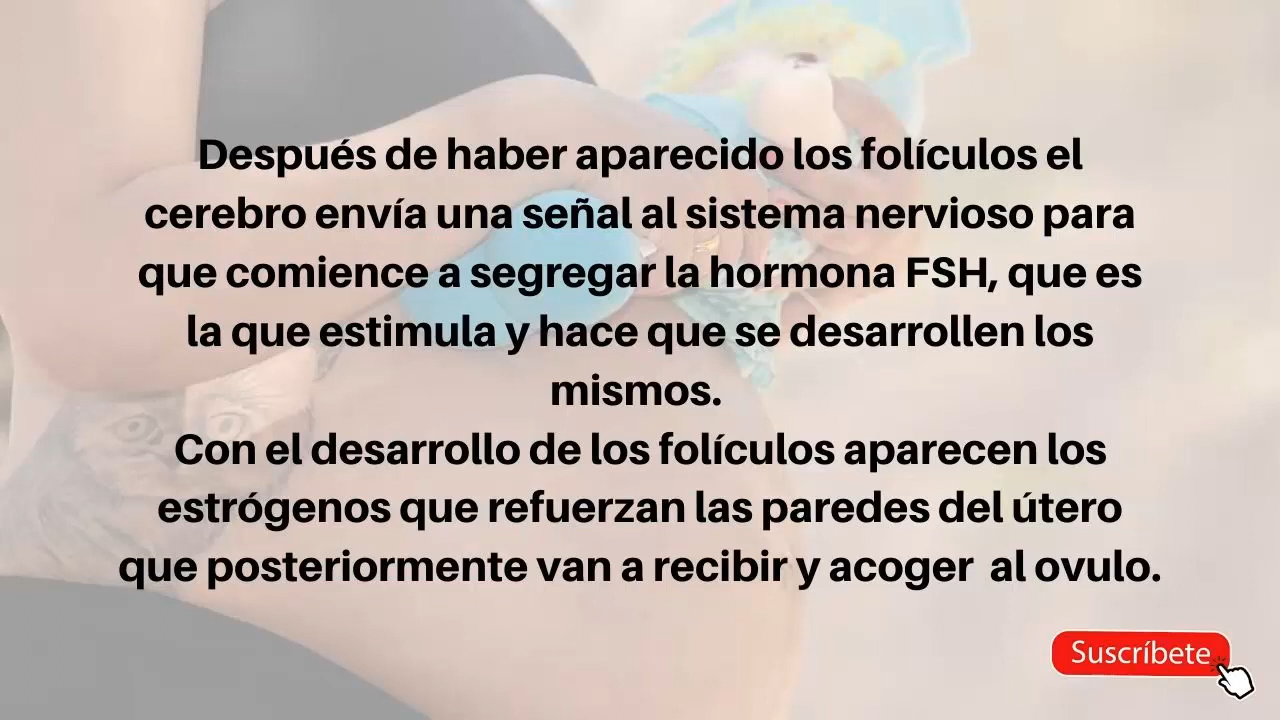 Después de haber aparecido los folículos el
cerebro envía una señal al sistema nervioso para
que comience a segregar la hormona FSH, que es
la que estimula y hace que se desarrollen los
mismos.
Con el desarrollo de los folículos aparecen los
estrógenos que refuerzan las paredes del útero
que posteriormente van a recibir y acoger  al ovulo.
Suscríbete